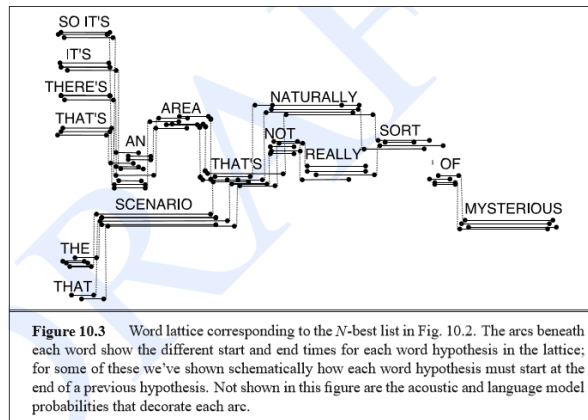 SO IT'S
IT'S
THERE'S
THAT'S
AN
AREA
THAT'S
NATURALLY
NOT
REALLY
SORT
OF
MYSTERIOUS
SCENARIO
THE
THAT
Figure 10.3 Word lattice corresponding to the N-best list in Fig. 10.2. The arcs beneath
each word show the different start and end times for each word hypothesis in the lattice;
for some of these we've shown schematically how each word hypothesis must start at the
end of a previous hypothesis. Not shown in this figure are the acoustic and language model
probabilities that decorate each arc.